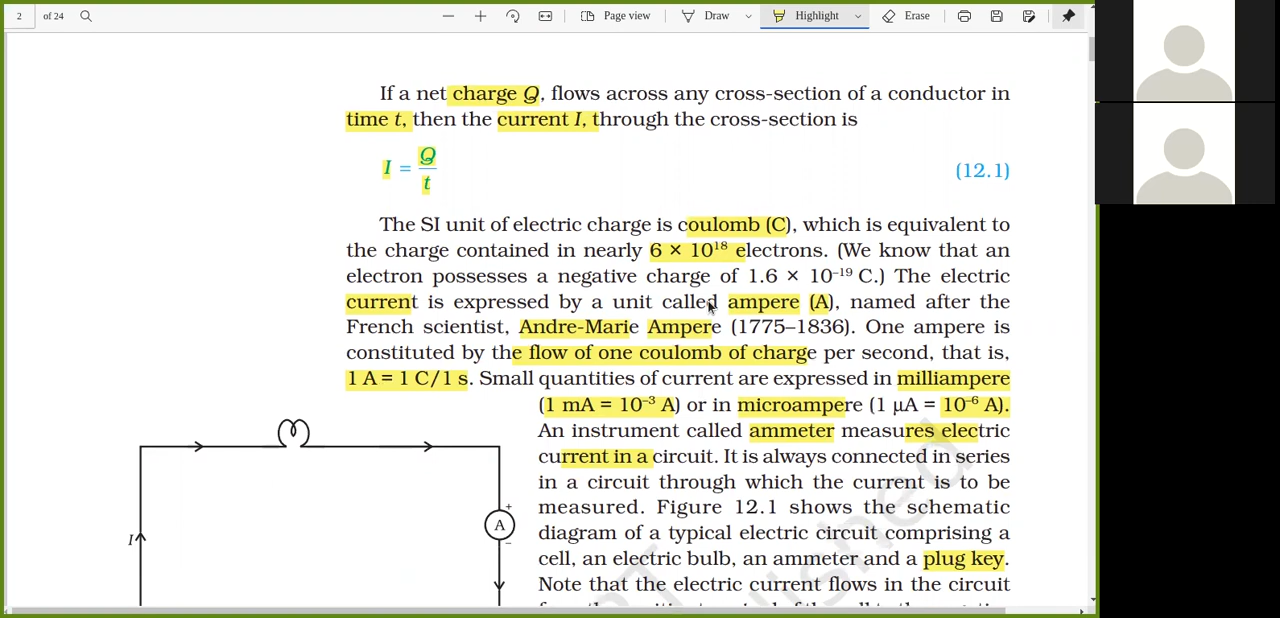 2 of 24 Page view Draw Highlight Erase
If a net charge Q, flows across any cross-section of a conductor in
time t, then the current I, through the cross-section is
I = Q/t (12.1)
The SI unit of electric charge is coulomb (C), which is equivalent to
the charge contained in nearly 6 × 10¹⁸ electrons. (We know that an
electron possesses a negative charge of 1.6 × 10⁻¹⁹ C.) The electric
current is expressed by a unit called ampere (A), named after the
French scientist, Andre-Marie Ampere (1775–1836). One ampere is
constituted by the flow of one coulomb of charge per second, that is,
1 A = 1 C/1 s. Small quantities of current are expressed in milliampere
(1 mA = 10⁻³ A) or in microampere (1 µA = 10⁻⁶ A).
An instrument called ammeter measures electric
current in a circuit. It is always connected in series
in a circuit through which the current is to be
measured. Figure 12.1 shows the schematic
diagram of a typical electric circuit comprising a
cell, an electric bulb, an ammeter and a plug key.
Note that the electric current flows in the circuit
+
A
−
I